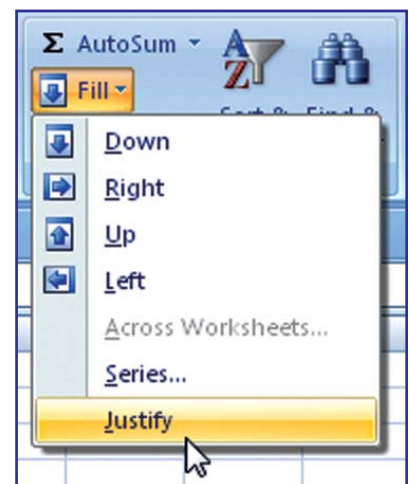 Σ AutoSum
Fill
Down
Right
Up
Left
Across Worksheets...
Series...
Justify